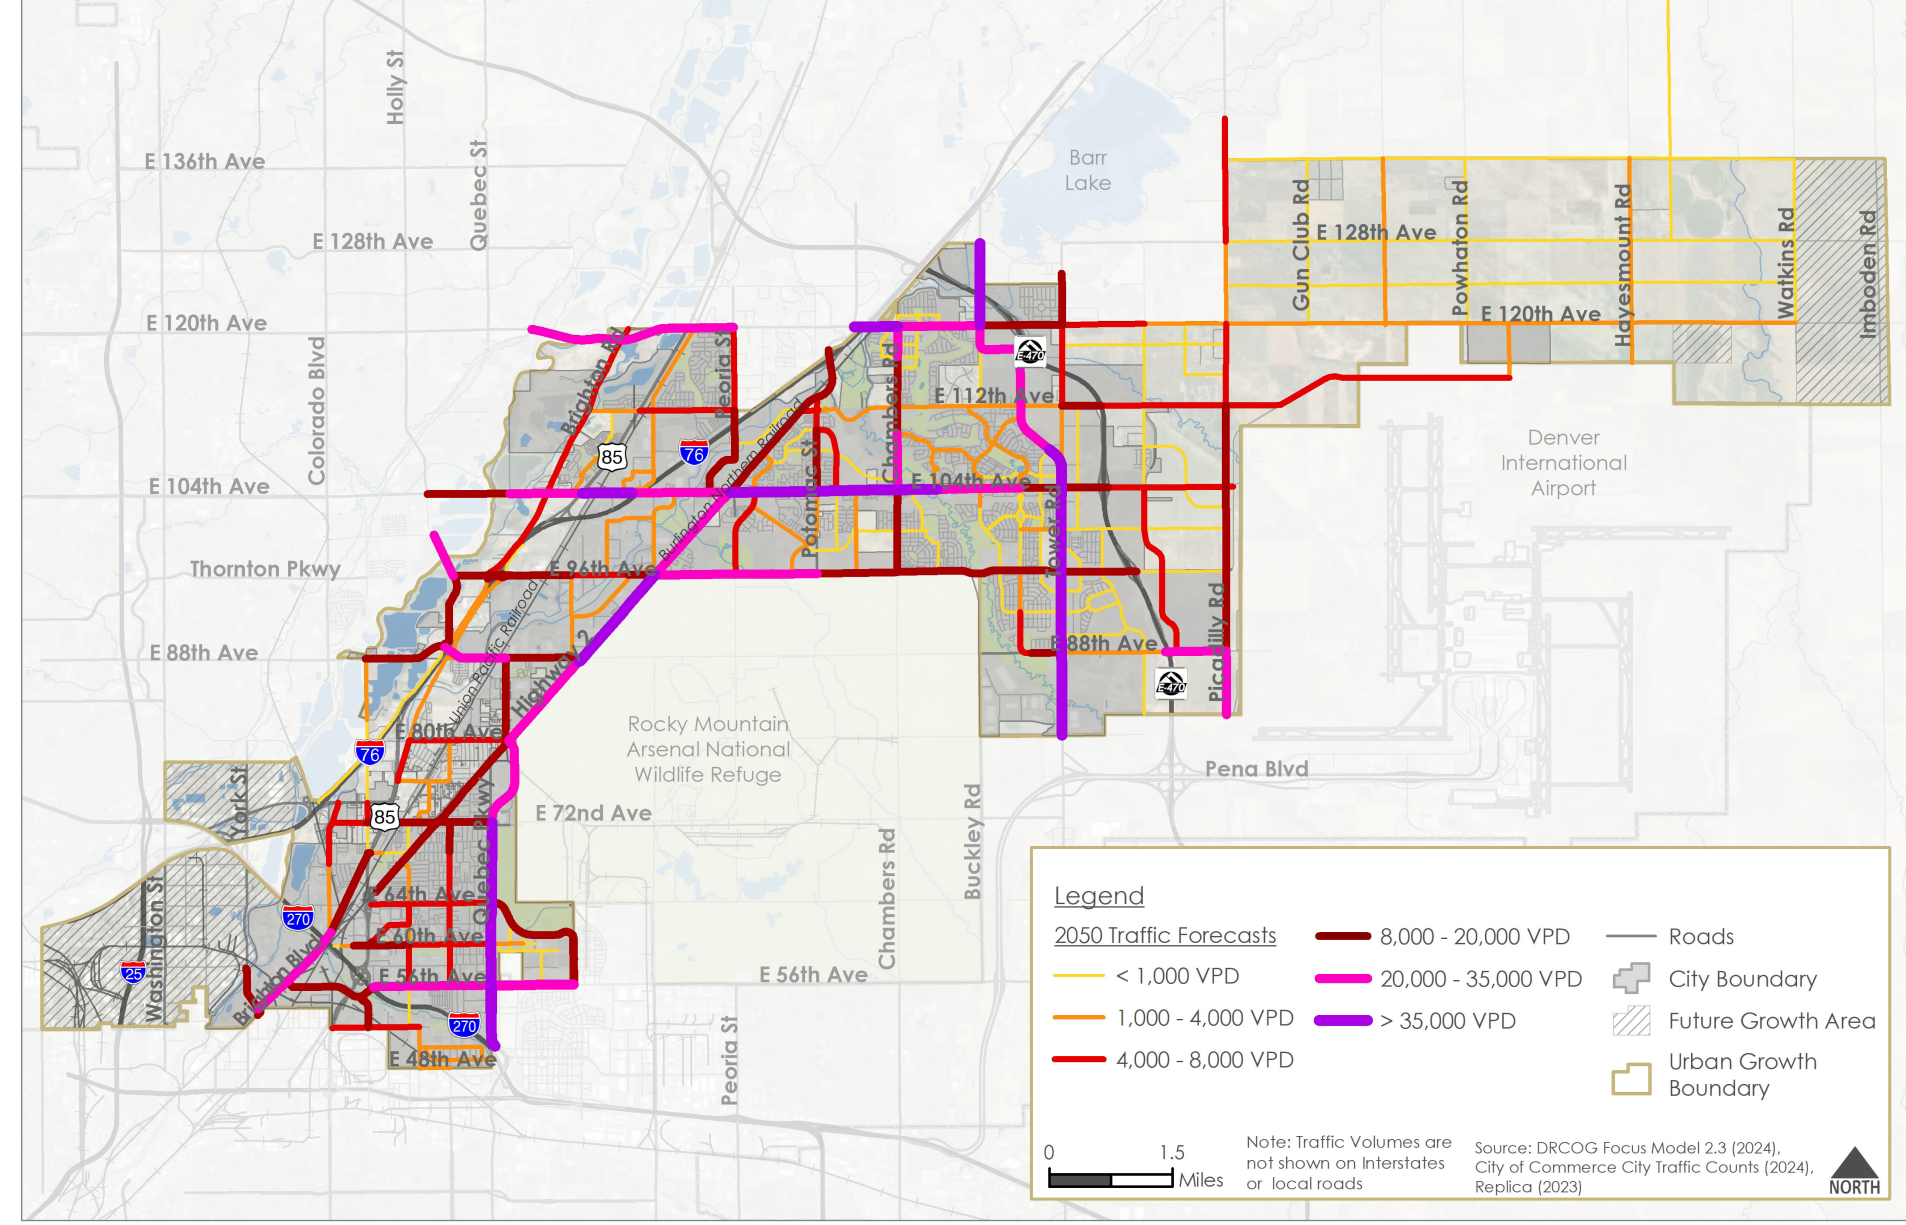 Holly St
Quebec St
E 136th Ave
Barr
Lake
E 128th Ave
Gun Club Rd
E 128th Ave
Powhaton Rd
Hayesmount Rd
Watkins Rd
Imboden Rd
E 120th Ave
E 120th Ave
Colorado Blvd
Brighton Rd
Peoria St
Chambers Rd
E-470
E 112th Ave
85
76
Burlington Northern Railroad
Potomac St
Denver
International
Airport
E 104th Ave
E 104th Ave
Tower Rd
Thornton Pkwy
E 96th Ave
Union Pacific Railroad
Highway 2
E 88th Ave
E 88th Ave
Picadilly Rd
E-470
E 80th Ave
Rocky Mountain
Arsenal National
Wildlife Refuge
76
Pena Blvd
York St
85
Quebec Pkwy
E 72nd Ave
Buckley Rd
Chambers Rd
E 64th Ave
270
E 60th Ave
Washington St
25
Brighton Blvd
E 56th Ave
E 56th Ave
270
E 48th Ave
Peoria St
Legend
2050 Traffic Forecasts
< 1,000 VPD
1,000 - 4,000 VPD
4,000 - 8,000 VPD
8,000 - 20,000 VPD
20,000 - 35,000 VPD
> 35,000 VPD
Roads
City Boundary
Future Growth Area
Urban Growth
Boundary
0 1.5
Miles
Note: Traffic Volumes are
not shown on Interstates
or local roads
Source: DRCOG Focus Model 2.3 (2024),
City of Commerce City Traffic Counts (2024),
Replica (2023)
NORTH